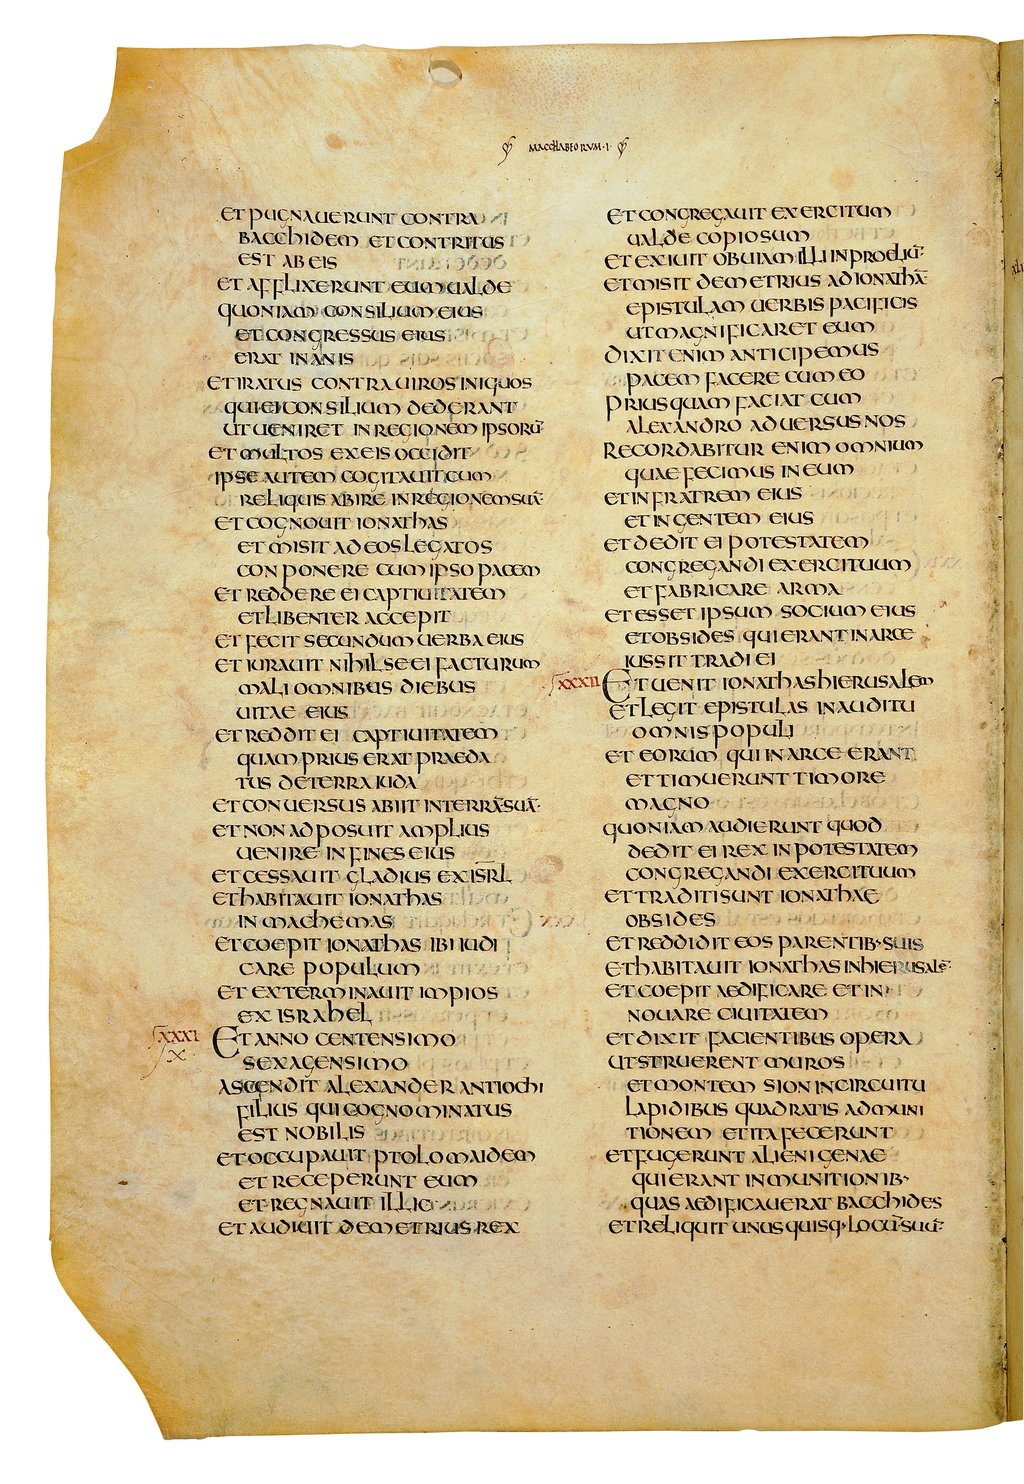 MACCHABEORUM·I·
ET PUGNAUERUNT CONTRA
BACCHIDEM ET CONTRITUS
EST AB EIS
ET AFFLIXERUNT EUM UALDE
QUONIAM CONSILIUM EIUS
ET CONGRESSUS EIUS
ERAT INANIS
ET IRATUS CONTRA UIROS INIQUOS
QUI EI CONSILIUM DEDERANT
UT UENIRET IN REGIONEM IPSORŪ·
ET MULTOS EX EIS OCCIDIT
IPSE AUTEM COGITAUIT CUM
RELIQUIS ABIRE IN REGIONEM SUĀ·
ET COGNOUIT IONATHAS
ET MISIT AD EOS LEGATOS
CONPONERE CUM IPSO PACEM
ET REDDERE EI CAPTIUITATEM
ET LIBENTER ACCEPIT
ET FECIT SECUNDUM UERBA EIUS
ET IURAUIT NIHIL SE EI FACTURUM
MALI OMNIBUS DIEBUS
UITAE EIUS
ET REDDIT EI CAPTIUITATEM
QUAM PRIUS ERAT PRAEDA
TUS DE TERRA IUDA
ET CONUERSUS ABIIT IN TERRĀ SUĀ·
ET NON ADPOSUIT AMPLIUS
UENIRE IN FINES EIUS
ET CESSAUIT GLADIUS EX ISRL̄
ET HABITAUIT IONATHAS
IN MACHEMAS
ET COEPIT IONATHAS IBI IUDI
CARE POPULUM
ET EXTERMINAUIT IMPIOS
EX ISRAHEL
XXXI
X
ET ANNO CENTENSIMO
SEXAGENSIMO
ASCENDIT ALEXANDER ANTIOCHI
FILIUS QUI COGNOMINATUS
EST NOBILIS
ET OCCUPAUIT PTOLOMAIDEM
ET RECEPERUNT EUM
ET REGNAUIT ILLIC
ET AUDIUIT DEMETRIUS REX
ET CONGREGAUIT EXERCITUM
UALDE COPIOSUM
ET EXIUIT OBUIAM ILLI IN PROELIŪ·
ET MISIT DEMETRIUS AD IONATHĀ
EPISTULAM UERBIS PACIFICIS
UT MAGNIFICARET EUM
DIXIT ENIM ANTICIPEMUS
PACEM FACERE CUM EO
PRIUSQUAM FACIAT CUM
ALEXANDRO ADUERSUS NOS
RECORDABITUR ENIM OMNIUM
QUAE FECIMUS IN EUM
ET IN FRATREM EIUS
ET IN GENTEM EIUS
ET DEDIT EI POTESTATEM
CONGREGANDI EXERCITUUM
ET FABRICARE ARMA
ET ESSET IPSUM SOCIUM EIUS
ET OBSIDES QUI ERANT IN ARCE
IUSSIT TRADI EI
XXXII ET UENIT IONATHAS HIERUSALEM
ET LEGIT EPISTULAS IN AUDITU
OMNIS POPULI
ET EORUM QUI IN ARCE ERANT
ET TIMUERUNT TIMORE
MAGNO
QUONIAM AUDIERUNT QUOD
DEDIT EI REX IN POTESTATEM
CONGREGANDI EXERCITUUM
ET TRADITI SUNT IONATHAE
OBSIDES
ET REDDIDIT EOS PARENTIB· SUIS
ET HABITAUIT IONATHAS IN HIERUSALĒ·
ET COEPIT AEDIFICARE ET IN
NOUARE CIUITATEM
ET DIXIT FACIENTIBUS OPERA
UT STRUERENT MUROS
ET MONTEM SION IN CIRCUITU
LAPIDIBUS QUADRATIS AD MUNI
TIONEM ET ITA FECERUNT
ET FUGERUNT ALIENIGENAE
QUI ERANT IN MUNITIONIB·
QUAS AEDIFICAUERAT BACCHIDES
ET RELIQUIT UNUSQUISQ· LOCŪ SUŪ·